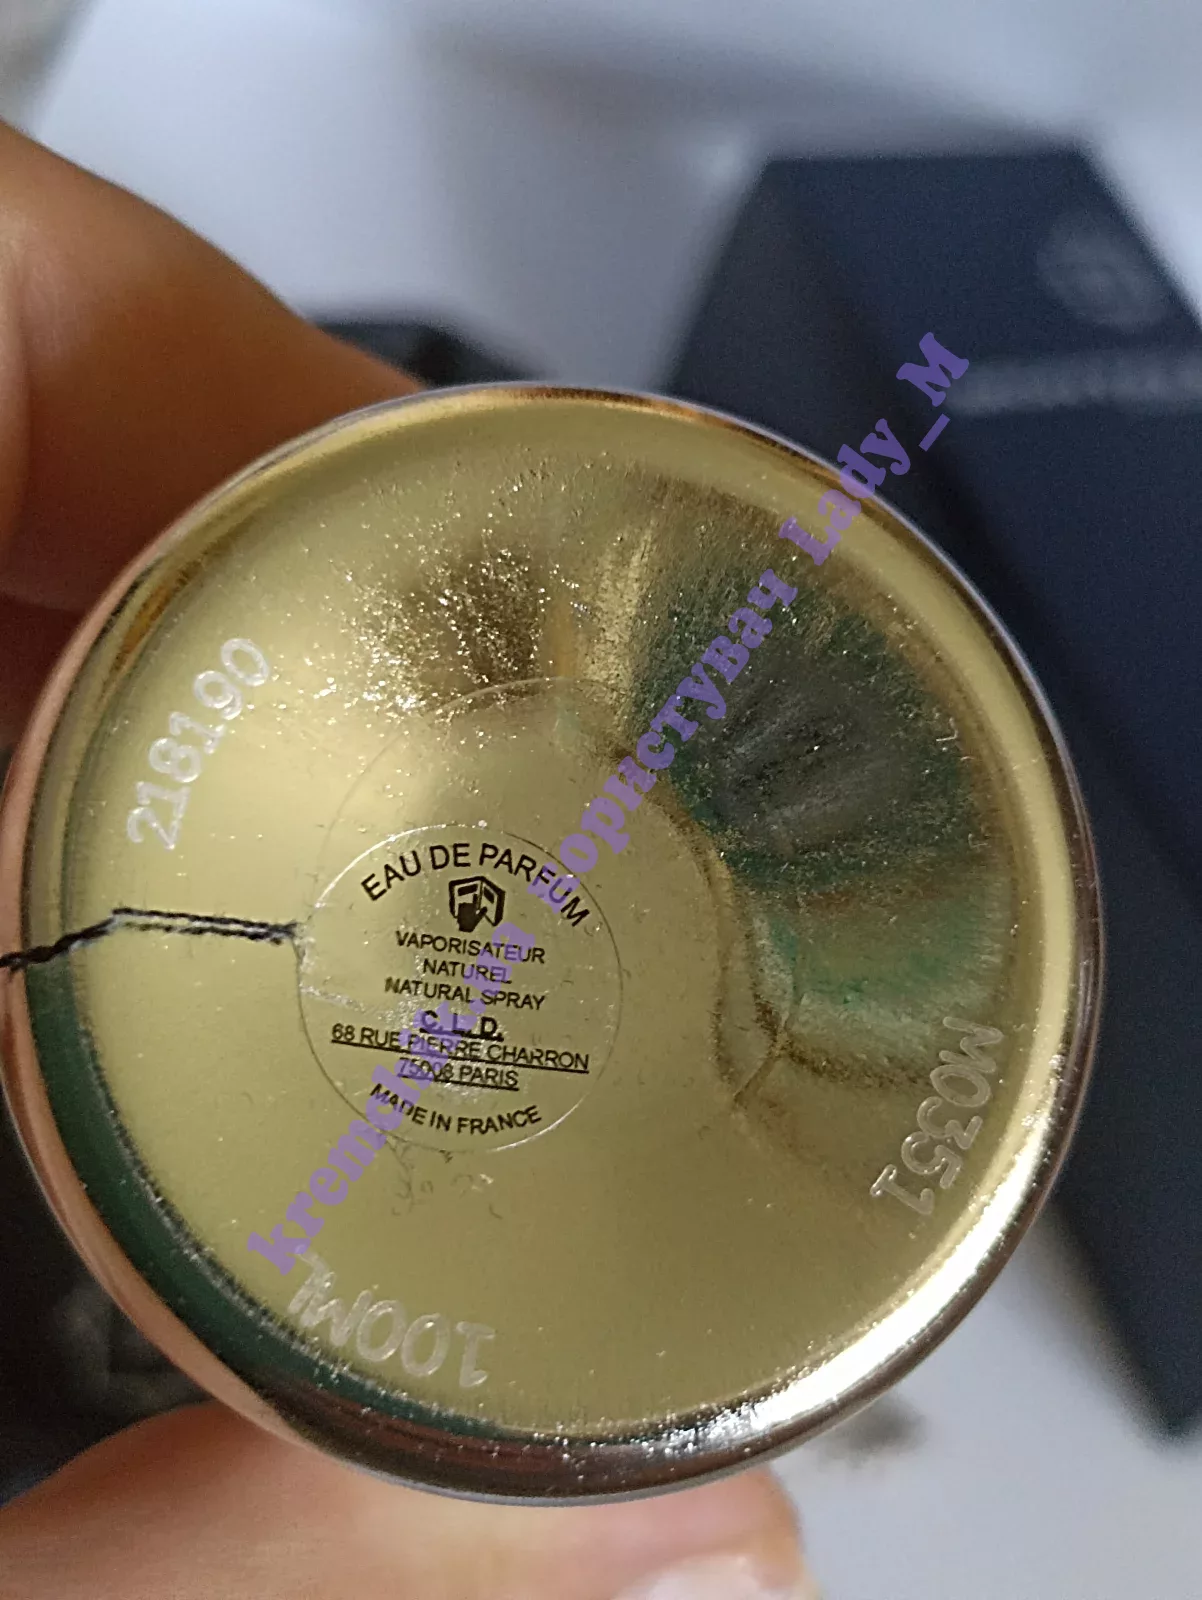 218190
EAU DE PARFUM
VAPORISATEUR
NATUREL
NATURAL SPRAY
C.L.D.
68 RUE PIERRE CHARRON
75008 PARIS
MADE IN FRANCE
M0351
100ML
користувач Lady_M